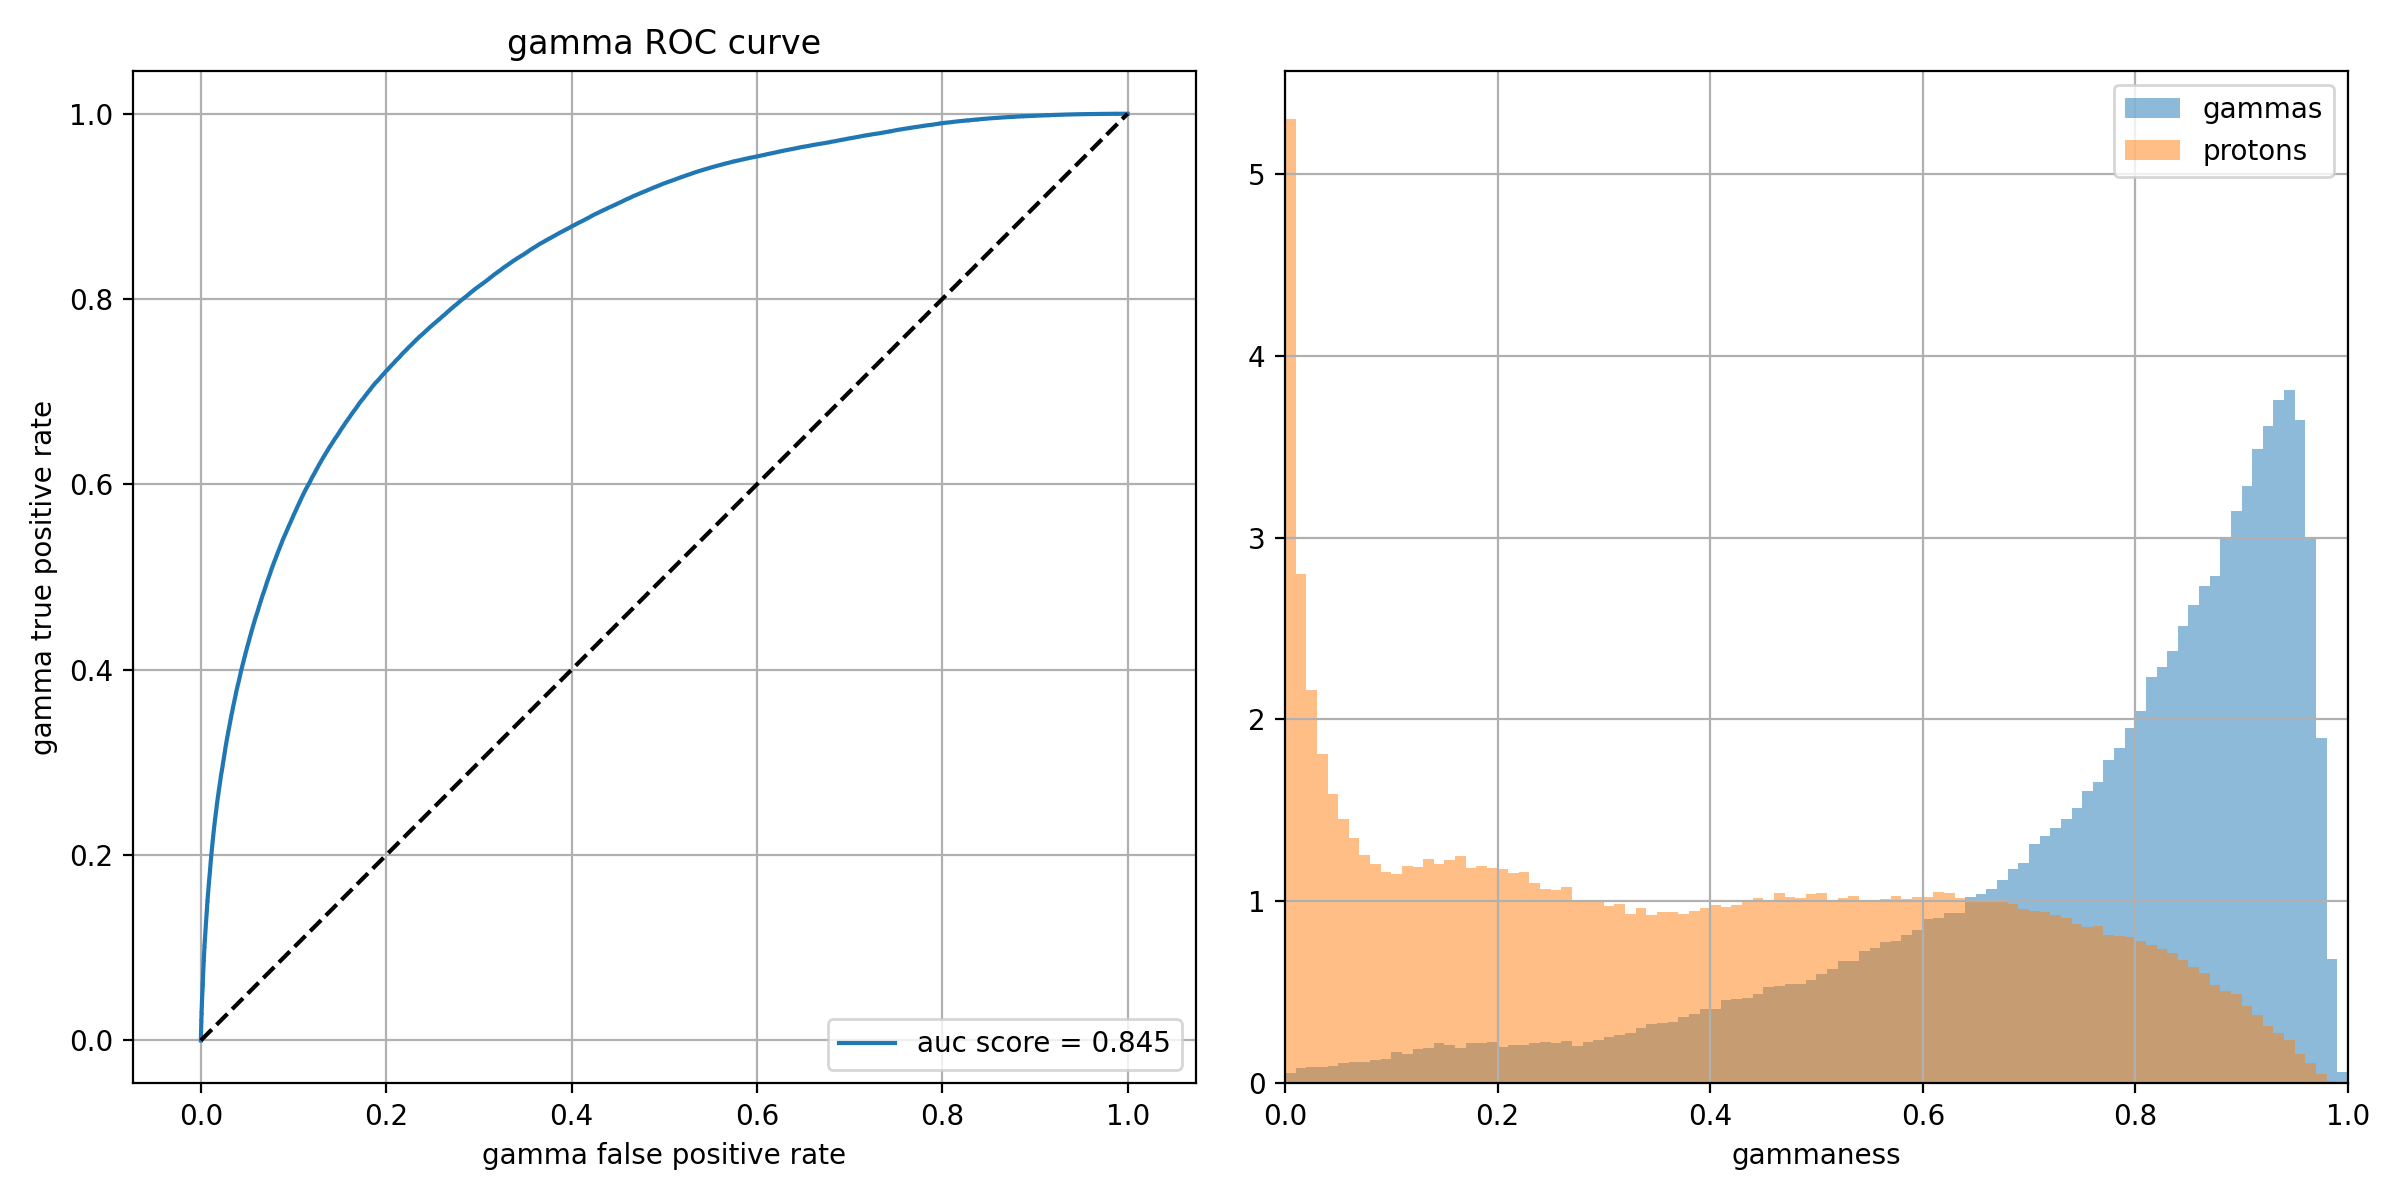 gamma ROC curve
1.0
0.8
0.6
0.4
0.2
0.0
gamma true positive rate
auc score = 0.845
0.0 0.2 0.4 0.6 0.8 1.0
gamma false positive rate
gammas
protons
5
4
3
2
1
0
0.0 0.2 0.4 0.6 0.8 1.0
gammaness